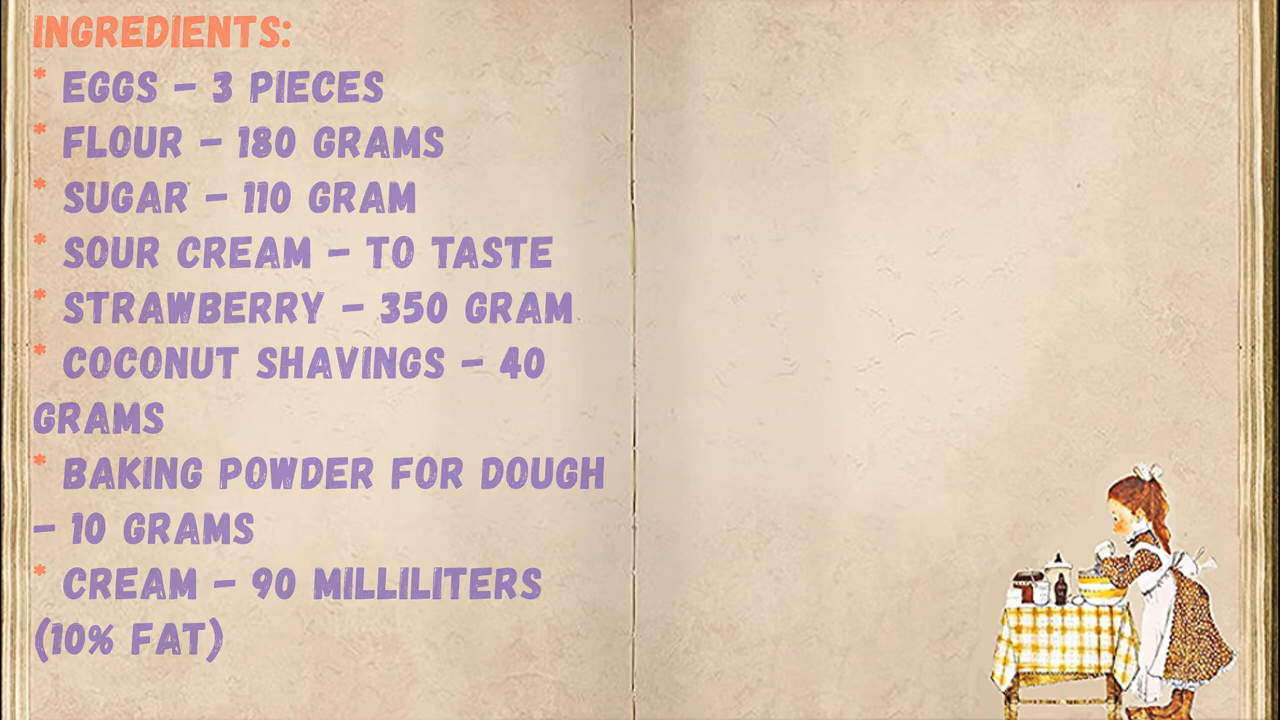 INGREDIENTS:
* EGGS – 3 PIECES
* FLOUR – 180 GRAMS
* SUGAR – 110 GRAM
* SOUR CREAM – TO TASTE
* STRAWBERRY – 350 GRAM
* COCONUT SHAVINGS – 40
GRAMS
* BAKING POWDER FOR DOUGH
– 10 GRAMS
* CREAM – 90 MILLILITERS
(10% FAT)